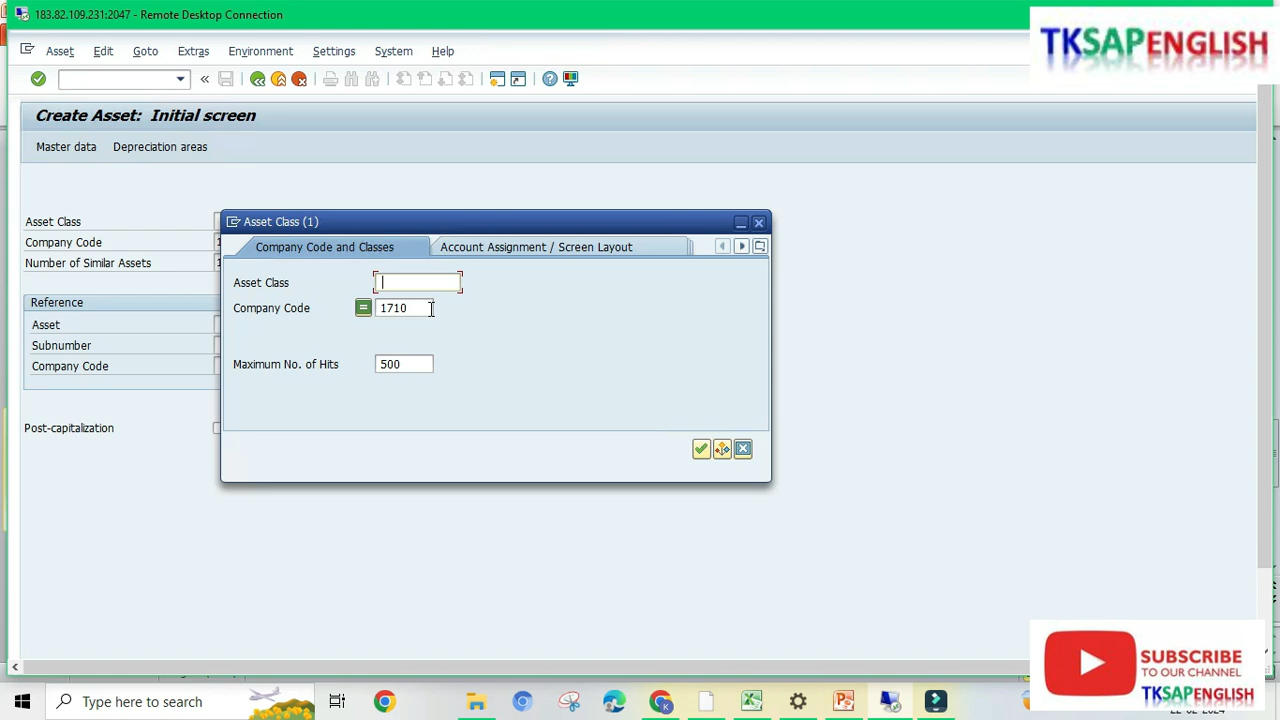 183.82.109.231:2047 - Remote Desktop Connection
TKSAPENGLISH
Asset Edit Goto Extras Environment Settings System Help
Create Asset: Initial screen
Master data Depreciation areas
Asset Class
Company Code
Number of Similar Assets
Reference
Asset
Subnumber
Company Code
Post-capitalization
Asset Class (1)
Company Code and Classes Account Assignment / Screen Layout
Asset Class
Company Code = 1710
Maximum No. of Hits 500
SUBSCRIBE
TO OUR CHANNEL
TKSAPENGLISH
Type here to search